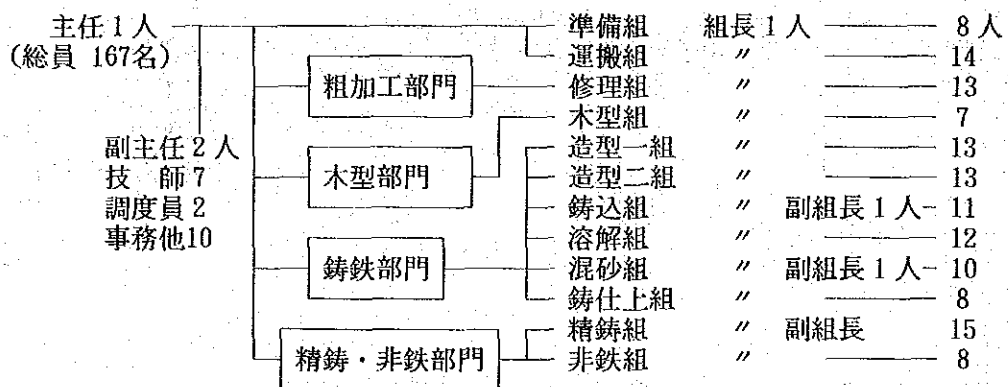 主任1人 準備組 組長1人 8人
(総員 167名) 運搬組 〃 14
粗加工部門 修理組 〃 13
木型組 〃 7
副主任2人 造型一組 〃 13
技 師7 木型部門 造型二組 〃 13
調度員2 鋳込組 〃 副組長1人 11
事務他10 溶解組 〃 12
鋳鉄部門 混砂組 〃 副組長1人 10
鋳仕上組 〃 8
精鋳組 〃 副組長 15
精鋳・非鉄部門 非鉄組 〃 8